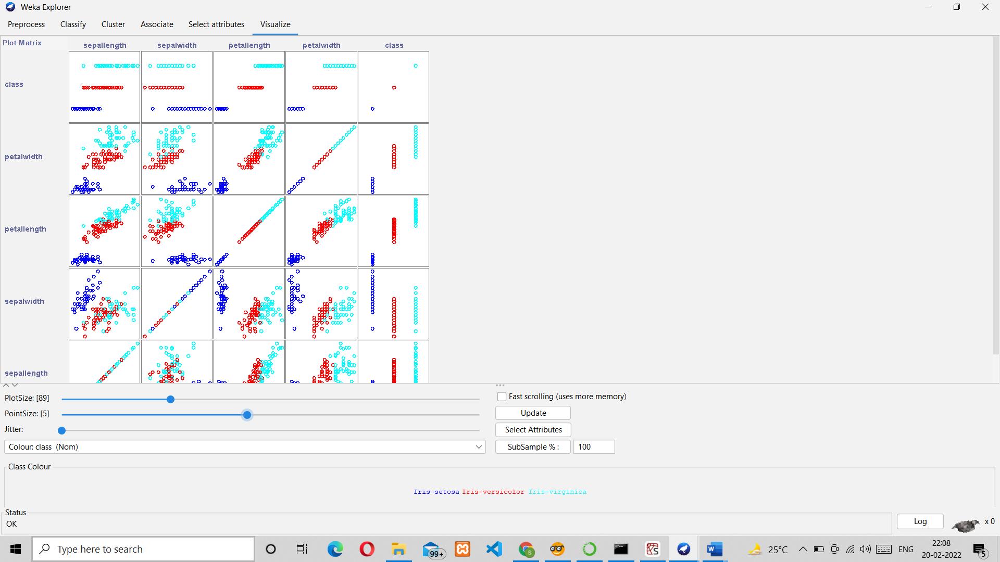 Weka Explorer
Preprocess Classify Cluster Associate Select attributes Visualize
Plot Matrix
sepallength sepalwidth petallength petalwidth class
class
petalwidth
petallength
sepalwidth
sepallength
PlotSize: [89]
PointSize: [5]
Jitter:
Colour: class (Nom)
Fast scrolling (uses more memory)
Update
Select Attributes
SubSample % : 100
Class Colour
Iris-setosa Iris-versicolor Iris-virginica
Status
OK
Log
x 0
Type here to search
99+
S
25°C
ENG
22:08
20-02-2022
5